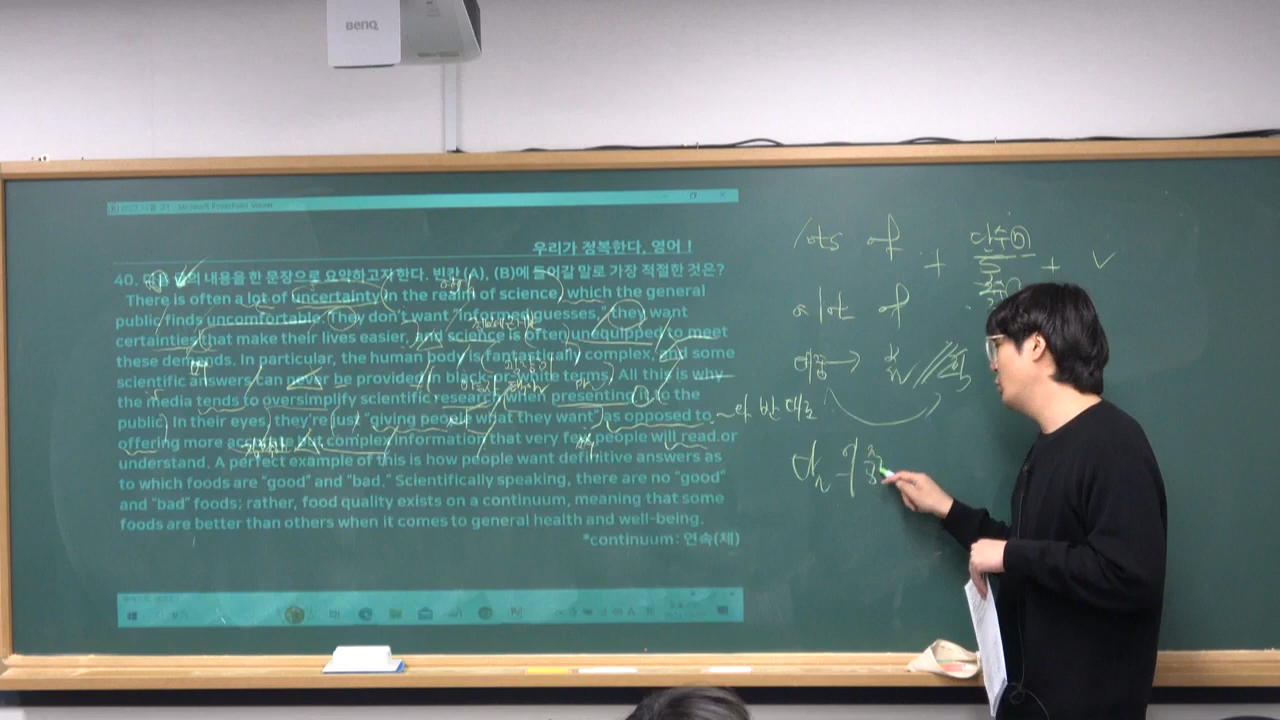 BenQ
Microsoft PowerPoint Viewer
우리가 정복한다, 영어 !
40. 다음 글의 내용을 한 문장으로 요약하고자 한다. 빈칸 (A), (B)에 들어갈 말로 가장 적절한 것은?
There is often a lot of uncertainty in the realm of science, which the general
public finds uncomfortable. They don't want "informed guesses," they want
certainties that make their lives easier, and science is often unequipped to meet
these demands. In particular, the human body is fantastically complex, and some
scientific answers can never be provided in black-or-white terms. All this is why
the media tends to oversimplify scientific research when presenting it to the
public. In their eyes, they're just "giving people what they want" as opposed to
offering more accurate but complex information that very few people will read or
understand. A perfect example of this is how people want definitive answers as
to which foods are "good" and "bad." Scientifically speaking, there are no "good"
and "bad" foods; rather, food quality exists on a continuum, meaning that some
foods are better than others when it comes to general health and well-being.
*continuum: 연속(체)
lots of + 다수 + V
a lot of
~와 반대로